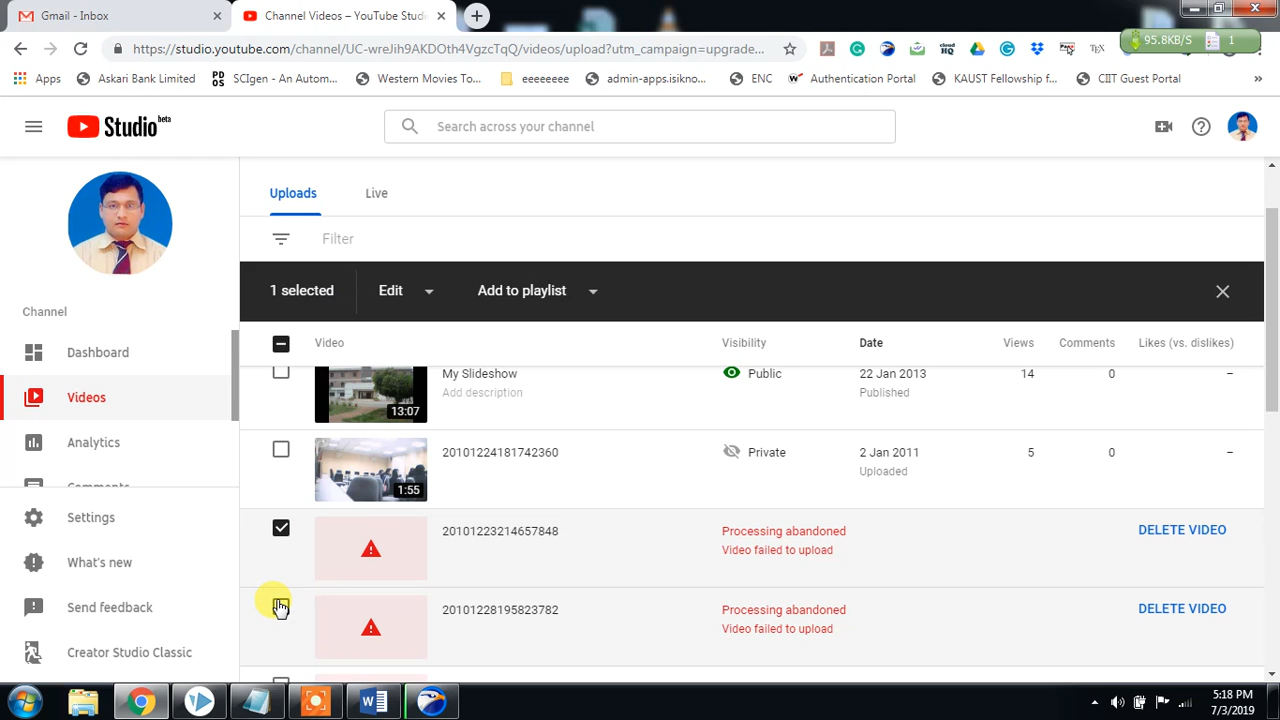 Gmail - Inbox
Channel Videos – YouTube Studi
https://studio.youtube.com/channel/UC-wreJih9AKDOth4VDSzcTqQ/videos/upload?utm_campaign=upgrade...
95.8KB/S 1
Apps
Askari Bank Limited
PD OS
SCIgen - An Autom...
Western Movies To...
eeeeeeee
admin-apps.isikno...
ENC
Authentication Portal
KAUST Fellowship f...
CIIT Guest Portal
»
Studio beta
Search across your channel
Uploads
Live
Filter
1 selected
Edit
Add to playlist
Channel
Dashboard
Videos
Analytics
Comments
Settings
What's new
Send feedback
Creator Studio Classic
Video
Visibility
Date
Views
Comments
Likes (vs. dislikes)
My Slideshow
Add description
13:07
Public
22 Jan 2013
Published
14
0
–
20101224181742360
1:55
Private
2 Jan 2011
Uploaded
5
0
–
20101223214657848
Processing abandoned
Video failed to upload
DELETE VIDEO
20101228195823782
Processing abandoned
Video failed to upload
DELETE VIDEO
5:18 PM
7/3/2019